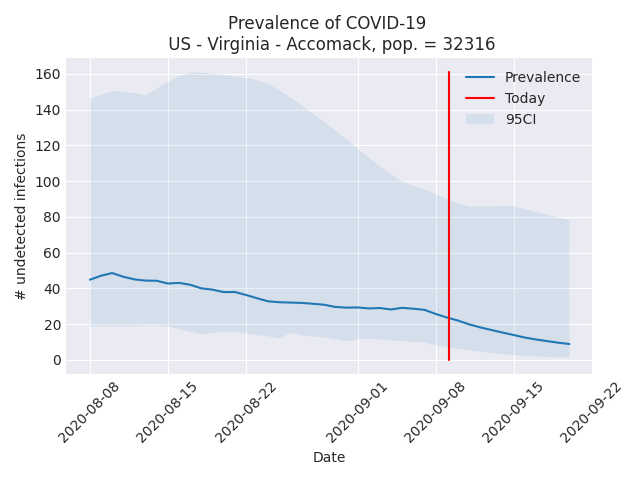 Prevalence of COVID-19
US - Virginia - Accomack, pop. = 32316
Prevalence
Today
95CI
# undetected infections
160
140
120
100
80
60
40
20
0
2020-08-08
2020-08-15
2020-08-22
2020-09-01
2020-09-08
2020-09-15
2020-09-22
Date